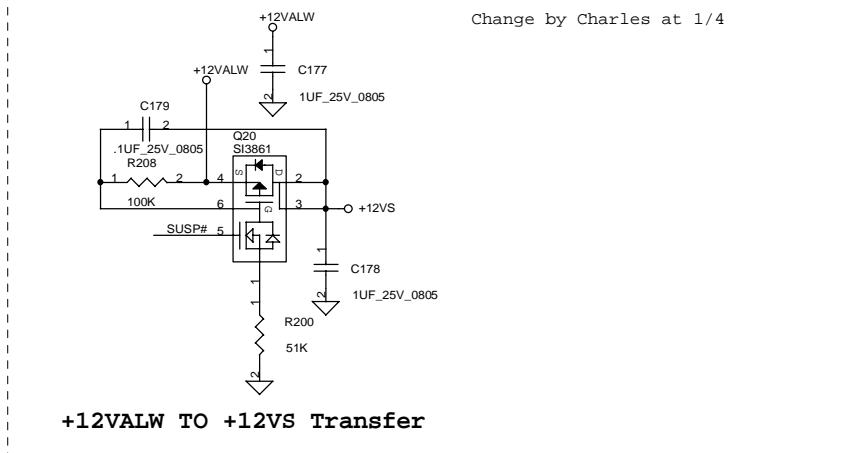 +12VALW
Change by Charles at 1/4
1
C177
+12VALW
2
1UF_25V_0805
C179
1 2
.1UF_25V_0805
Q20
SI3861
R208
S D
1 2 4 2
100K 6 G 3 +12VS
SUSP# 5
1
C178
1
2
1UF_25V_0805
1
R200
51K
2
+12VALW TO +12VS Transfer